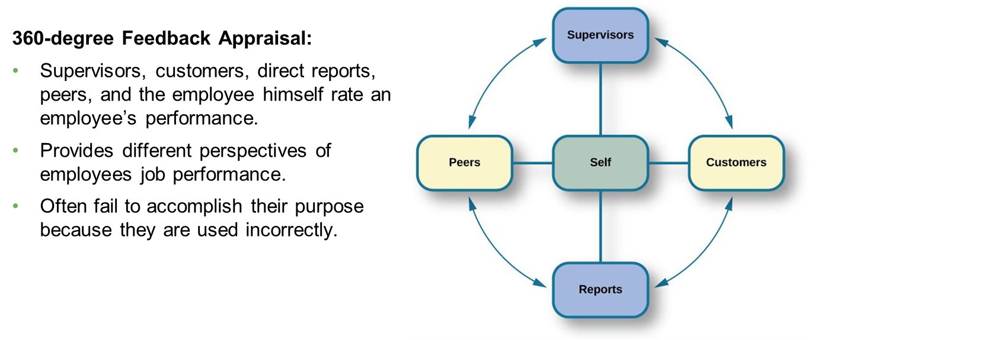 360-degree Feedback Appraisal:
• Supervisors, customers, direct reports,
peers, and the employee himself rate an
employee’s performance.
• Provides different perspectives of
employees job performance.
• Often fail to accomplish their purpose
because they are used incorrectly.
Supervisors
Peers
Self
Customers
Reports